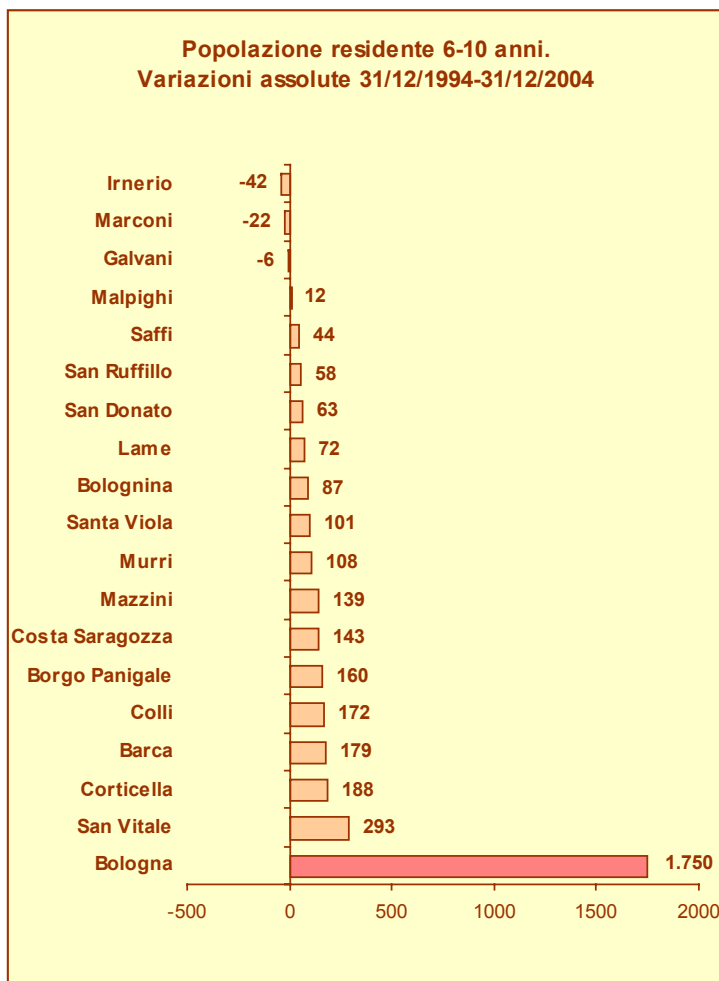 Popolazione residente 6-10 anni.
Variazioni assolute 31/12/1994-31/12/2004
Irnerio -42
Marconi -22
Galvani -6
Malpighi 12
Saffi 44
San Ruffillo 58
San Donato 63
Lame 72
Bolognina 87
Santa Viola 101
Murri 108
Mazzini 139
Costa Saragozza 143
Borgo Panigale 160
Colli 172
Barca 179
Corticella 188
San Vitale 293
Bologna 1.750
-500 0 500 1000 1500 2000